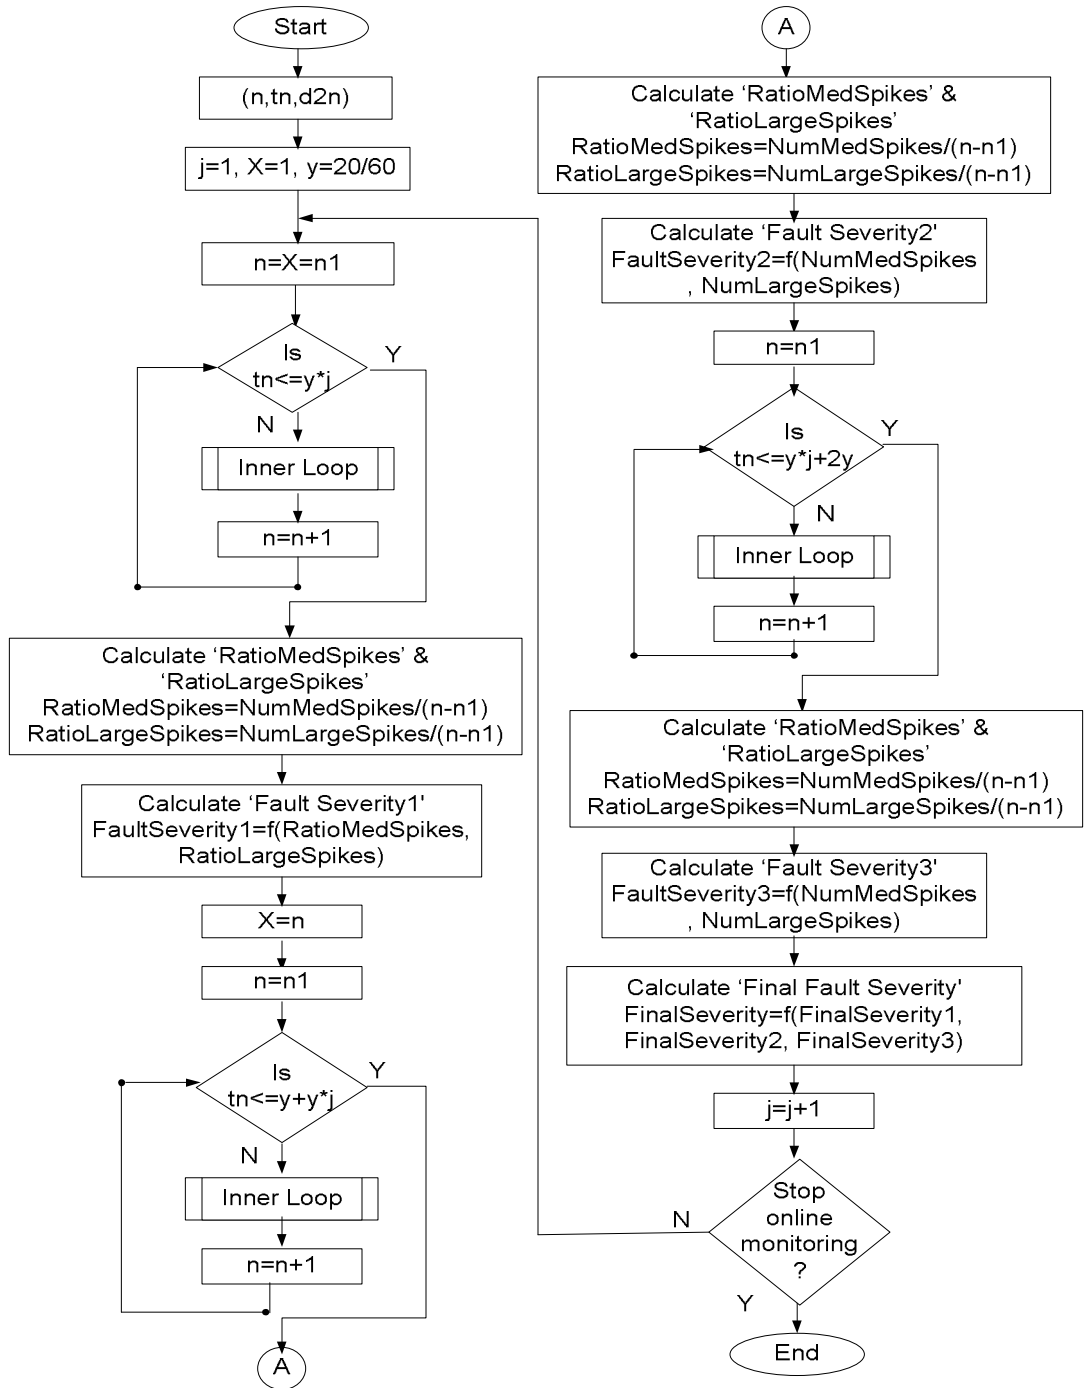 Start
(n,tn,d2n)
j=1, X=1, y=20/60
n=X=n1
Is
tn<=y*j
Y
N
Inner Loop
n=n+1
Calculate ‘RatioMedSpikes’ &
‘RatioLargeSpikes’
RatioMedSpikes=NumMedSpikes/(n-n1)
RatioLargeSpikes=NumLargeSpikes/(n-n1)
Calculate ‘Fault Severity1'
FaultSeverity1=f(RatioMedSpikes,
RatioLargeSpikes)
X=n
n=n1
Is
tn<=y+y*j
Y
N
Inner Loop
n=n+1
A
A
Calculate ‘RatioMedSpikes’ &
‘RatioLargeSpikes’
RatioMedSpikes=NumMedSpikes/(n-n1)
RatioLargeSpikes=NumLargeSpikes/(n-n1)
Calculate ‘Fault Severity2'
FaultSeverity2=f(NumMedSpikes
, NumLargeSpikes)
n=n1
Is
tn<=y*j+2y
Y
N
Inner Loop
n=n+1
Calculate ‘RatioMedSpikes’ &
‘RatioLargeSpikes’
RatioMedSpikes=NumMedSpikes/(n-n1)
RatioLargeSpikes=NumLargeSpikes/(n-n1)
Calculate ‘Fault Severity3'
FaultSeverity3=f(NumMedSpikes
, NumLargeSpikes)
Calculate ‘Final Fault Severity'
FinalSeverity=f(FinalSeverity1,
FinalSeverity2, FinalSeverity3)
j=j+1
Stop
online
monitoring
?
N
Y
End